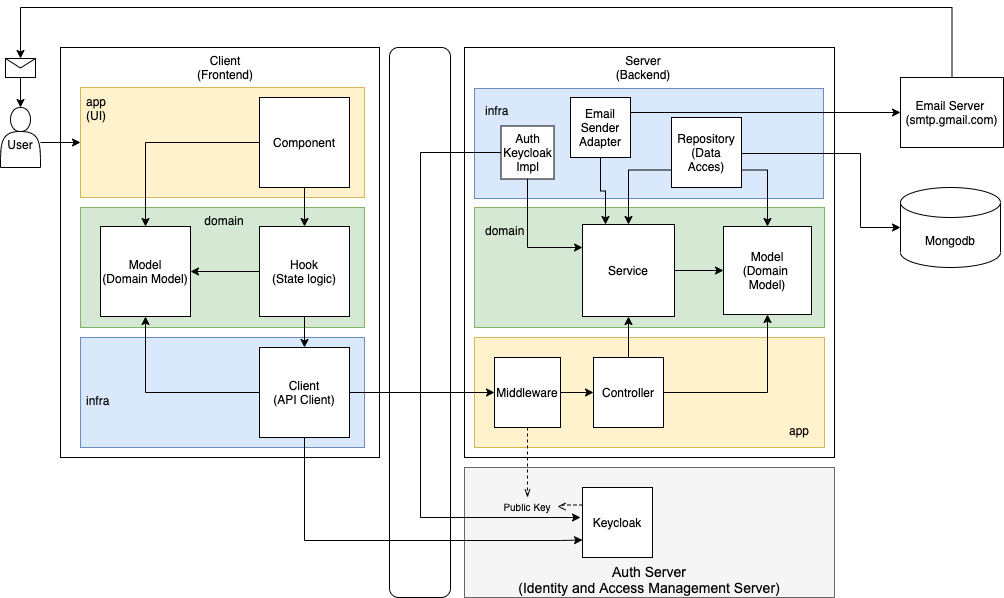 User
Client
(Frontend)
app
(UI)
Component
domain
Model
(Domain Model)
Hook
(State logic)
infra
Client
(API Client)
Server
(Backend)
infra
Auth
Keycloak
Impl
Email
Sender
Adapter
Repository
(Data
Acces)
domain
Service
Model
(Domain
Model)
Middleware
Controller
app
Public Key
Keycloak
Auth Server
(Identity and Access Management Server)
Email Server
(smtp.gmail.com)
Mongodb